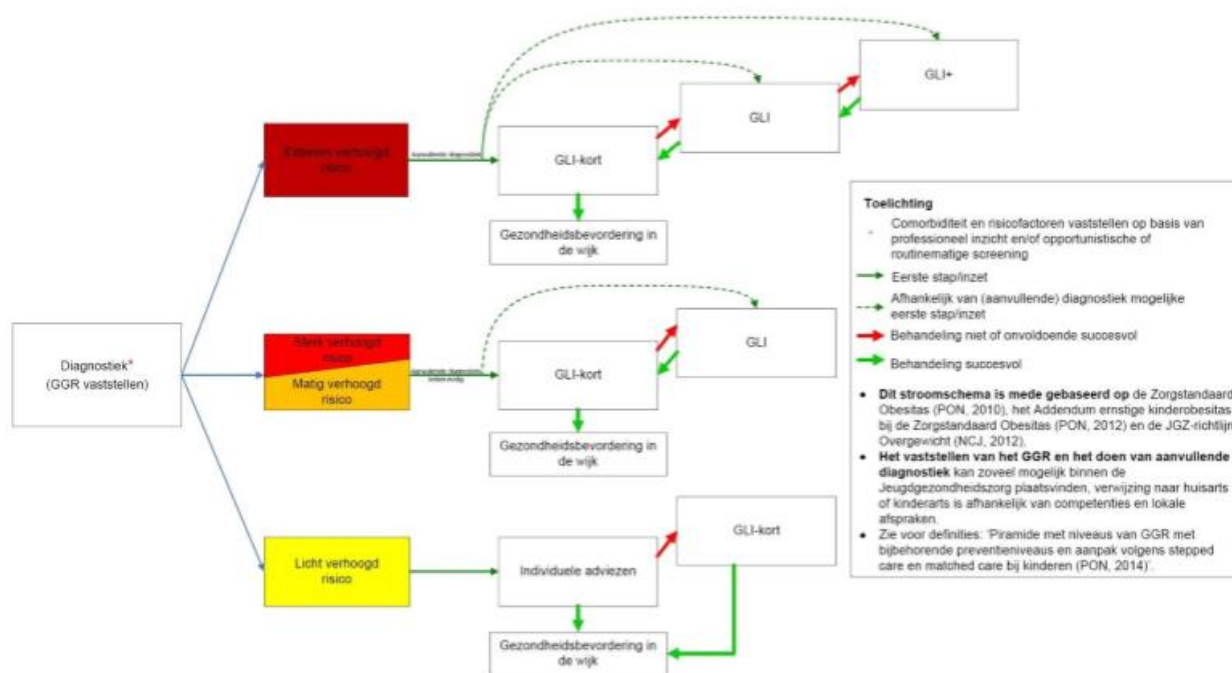 GLI+
GLI
Extreem verhoogd
risico
Aanvullende diagnostiek
GLI-kort
Gezondheidsbevordering in
de wijk
Diagnostiek*
(GGR vaststellen)
Sterk verhoogd
risico
Matig verhoogd
risico
Aanvullende diagnostiek
indien nodig
GLI-kort
GLI
Gezondheidsbevordering in
de wijk
Licht verhoogd
risico
Individuele adviezen
GLI-kort
Gezondheidsbevordering in
de wijk
Toelichting
Comorbiditeit en risicofactoren vaststellen op basis van
professioneel inzicht en/of opportunistische of
routinematige screening
Eerste stap/inzet
Afhankelijk van (aanvullende) diagnostiek mogelijke
eerste stap/inzet
Behandeling niet of onvoldoende succesvol
Behandeling succesvol
• Dit stroomschema is mede gebaseerd op de Zorgstandaard
Obesitas (PON, 2010), het Addendum ernstige kinderobesitas
bij de Zorgstandaard Obesitas (PON, 2012) en de JGZ-richtlijn
Overgewicht (NCJ, 2012).
• Het vaststellen van het GGR en het doen van aanvullende
diagnostiek kan zoveel mogelijk binnen de
Jeugdgezondheidszorg plaatsvinden, verwijzing naar huisarts
of kinderarts is afhankelijk van competenties en lokale
afspraken.
• Zie voor definities: 'Piramide met niveaus van GGR met
bijbehorende preventieniveaus en aanpak volgens stepped
care en matched care bij kinderen (PON, 2014)'.